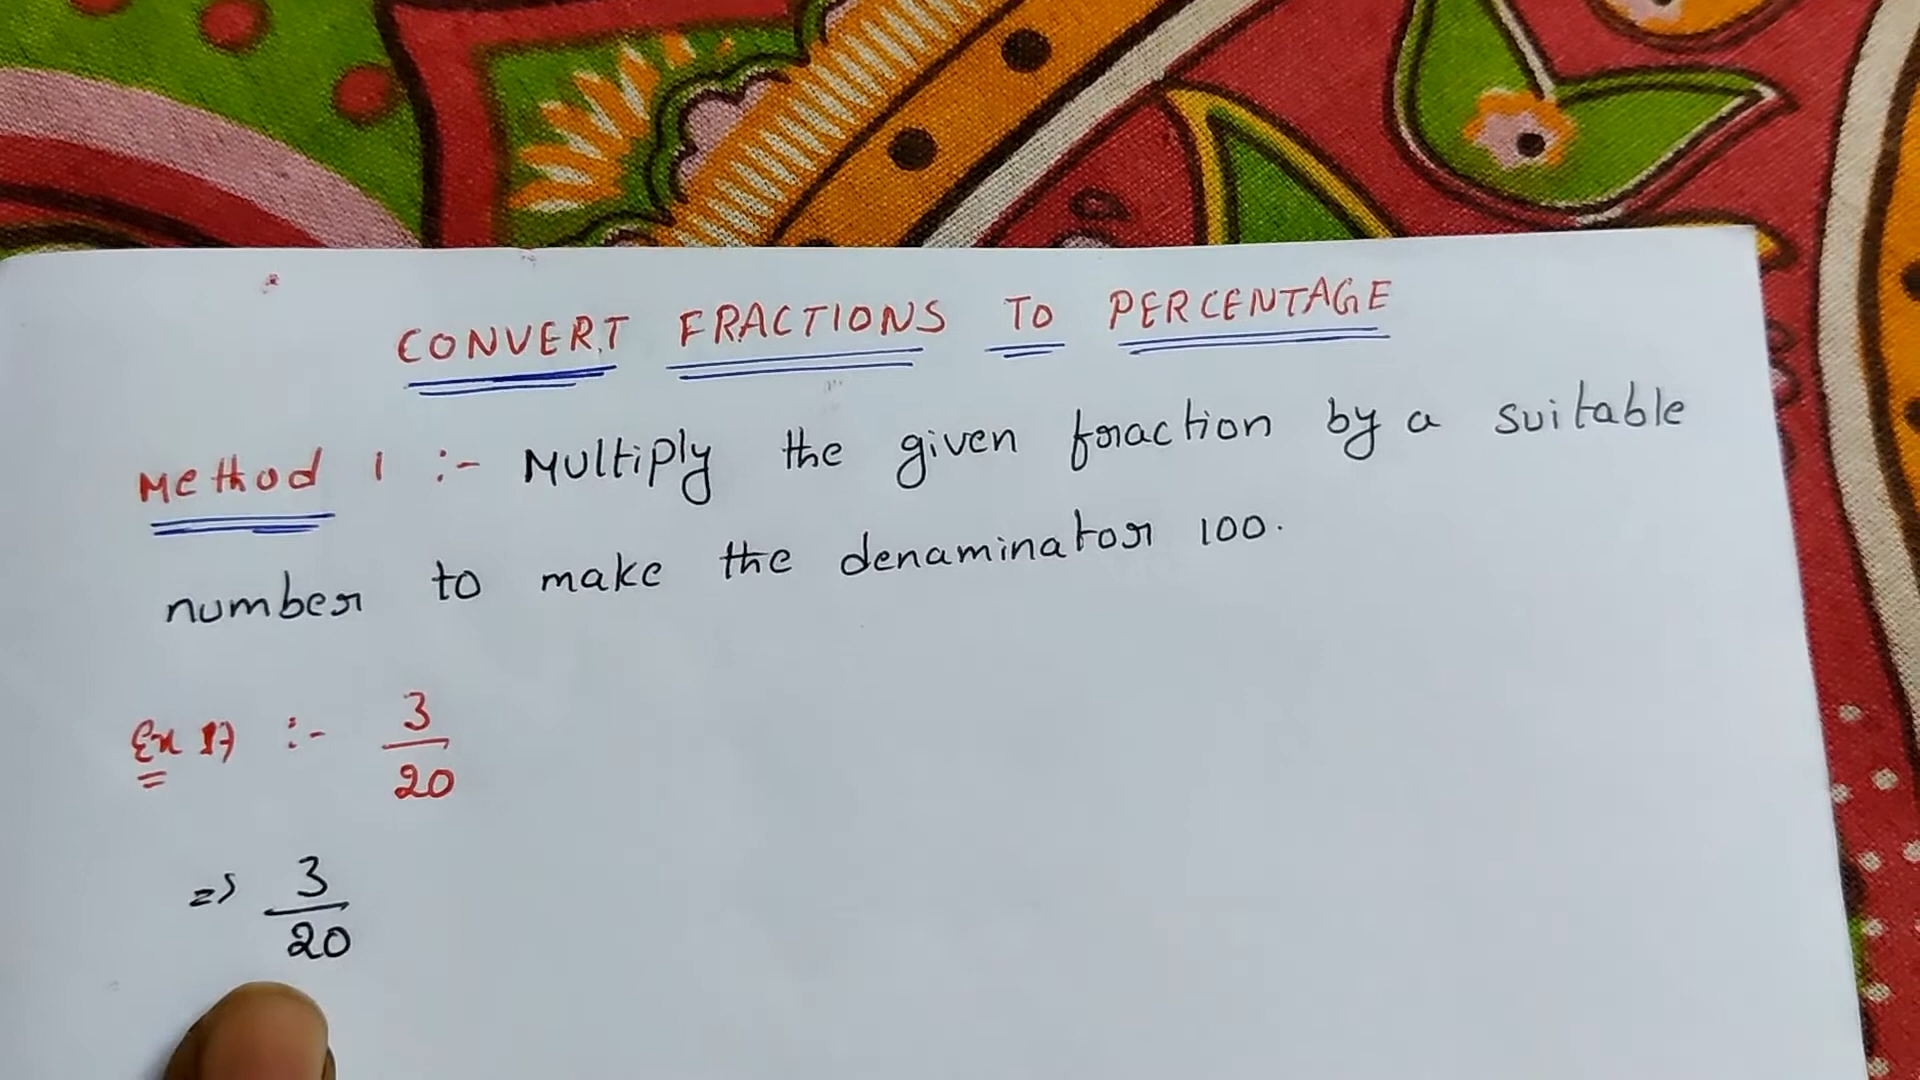 CONVERT FRACTIONS TO PERCENTAGE
Method 1 :- Multiply the given fraction by a suitable
number to make the denaminator 100.
Ex 1) :- 3/20
=> 3/20